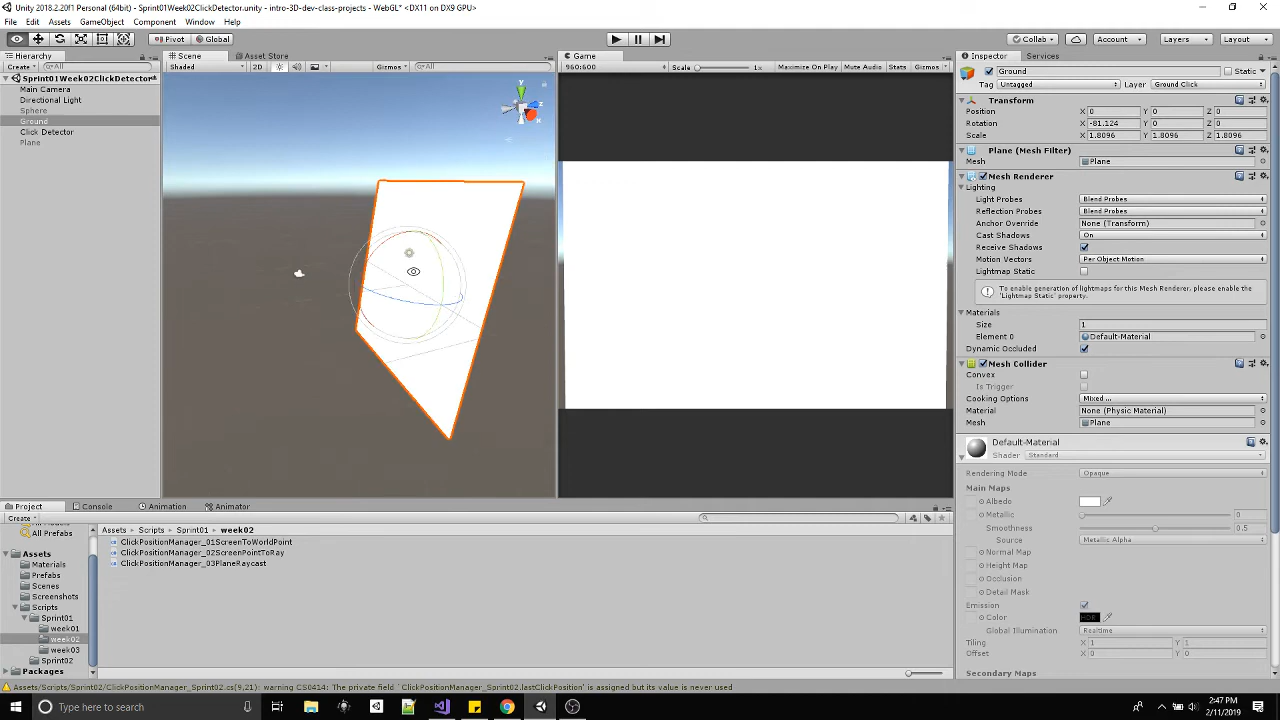 Unity 2018.2.20f1 Personal (64bit) - Sprint01Week02ClickDetector.unity - intro-3D-dev-class-projects - WebGL* <DX11 on DX9 GPU>
File Edit Assets GameObject Component Window Help
Pivot Global
Collab Account Layers Layout
Hierarchy
Create All
Sprint01Week02ClickDetector*
Main Camera
Directional Light
Sphere
Ground
Click Detector
Plane
Scene Asset Store
Shaded 2D Gizmos All
y z x
Game
960:600 Scale 1x Maximize On Play Mute Audio Stats Gizmos
Inspector Services
Ground Static
Tag Untagged Layer Ground Click
Transform
Position X 0 Y 0 Z 0
Rotation X -81.124 Y 0 Z 0
Scale X 1.8096 Y 1.8096 Z 1.8096
Plane (Mesh Filter)
Mesh Plane
Mesh Renderer
Lighting
Light Probes Blend Probes
Reflection Probes Blend Probes
Anchor Override None (Transform)
Cast Shadows On
Receive Shadows
Motion Vectors Per Object Motion
Lightmap Static
To enable generation of lightmaps for this Mesh Renderer, please enable the 'Lightmap Static' property.
Materials
Size 1
Element 0 Default-Material
Dynamic Occluded
Mesh Collider
Convex
Is Trigger
Cooking Options Mixed ...
Material None (Physic Material)
Mesh Plane
Default-Material
Shader Standard
Rendering Mode Opaque
Main Maps
Albedo
Metallic 0
Smoothness 0.5
Source Metallic Alpha
Normal Map
Height Map
Occlusion
Detail Mask
Emission
Color HDR
Global Illumination Realtime
Tiling X 1 Y 1
Offset X 0 Y 0
Secondary Maps
Project Console Animation Animator
Create
All Prefabs
Assets
Materials
Prefabs
Scenes
Screenshots
Scripts
Sprint01
week01
week02
week03
Sprint02
Packages
Assets Scripts Sprint01 week02
ClickPositionManager_01ScreenToWorldPoint
ClickPositionManager_02ScreenPointToRay
ClickPositionManager_03PlaneRaycast
Assets/Scripts/Sprint02/ClickPositionManager_Sprint02.cs(9,21): warning CS0414: The private field `ClickPositionManager_Sprint02.lastClickPosition' is assigned but its value is never used
Type here to search
2:47 PM
2/11/2019